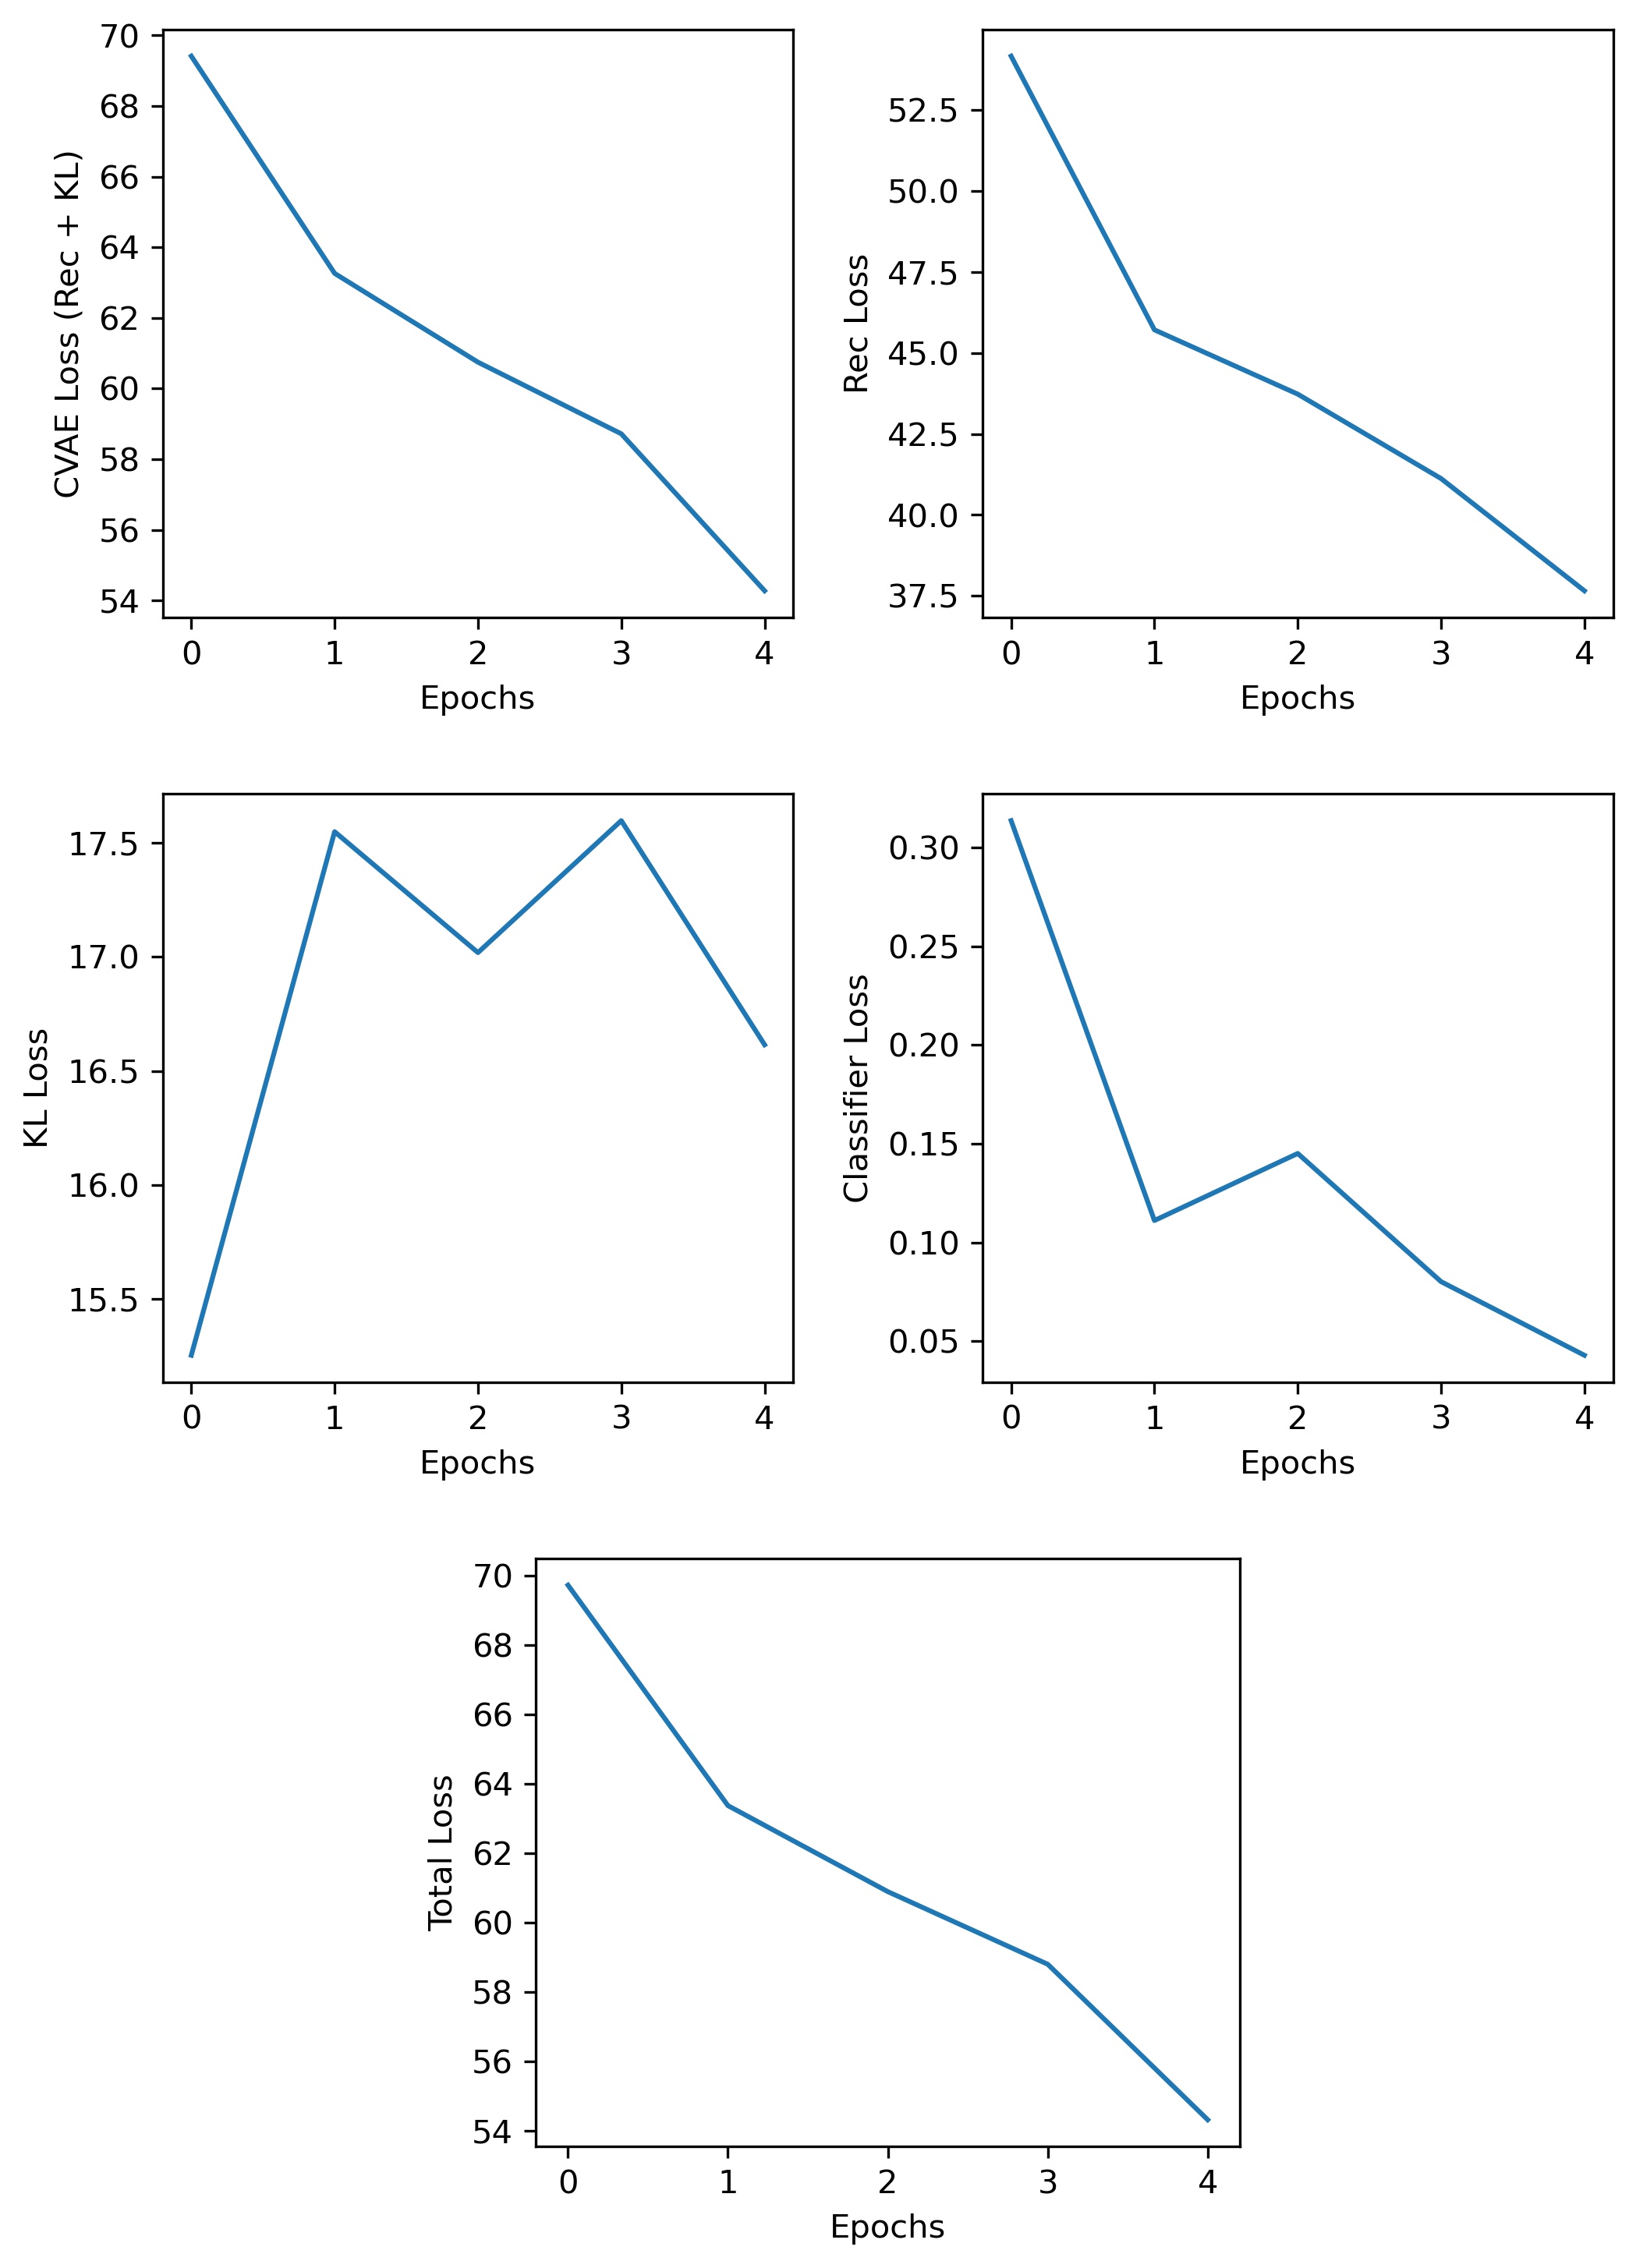 CVAE Loss (Rec + KL)
70
68
66
64
62
60
58
56
54
0 1 2 3 4
Epochs
Rec Loss
52.5
50.0
47.5
45.0
42.5
40.0
37.5
0 1 2 3 4
Epochs
KL Loss
17.5
17.0
16.5
16.0
15.5
0 1 2 3 4
Epochs
Classifier Loss
0.30
0.25
0.20
0.15
0.10
0.05
0 1 2 3 4
Epochs
Total Loss
70
68
66
64
62
60
58
56
54
0 1 2 3 4
Epochs